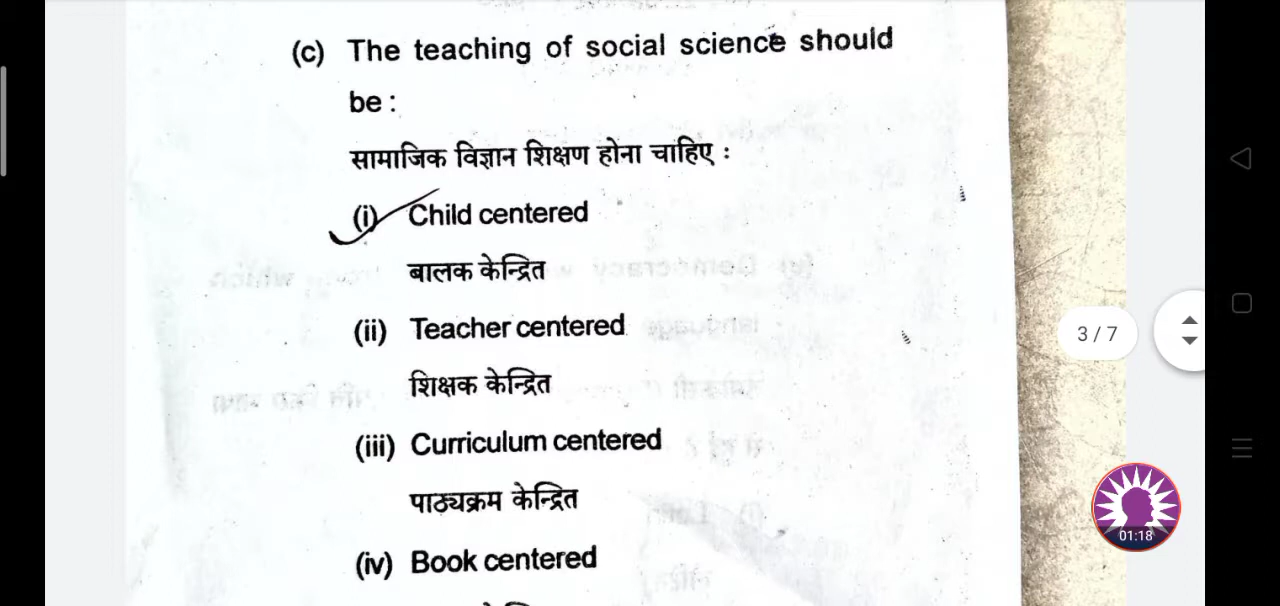 (c) The teaching of social science should
be :
सामाजिक विज्ञान शिक्षण होना चाहिए :
(i) Child centered
बालक केन्द्रित
(ii) Teacher centered
शिक्षक केन्द्रित
3 / 7
(iii) Curriculum centered
पाठ्यक्रम केन्द्रित
01:18
(iv) Book centered